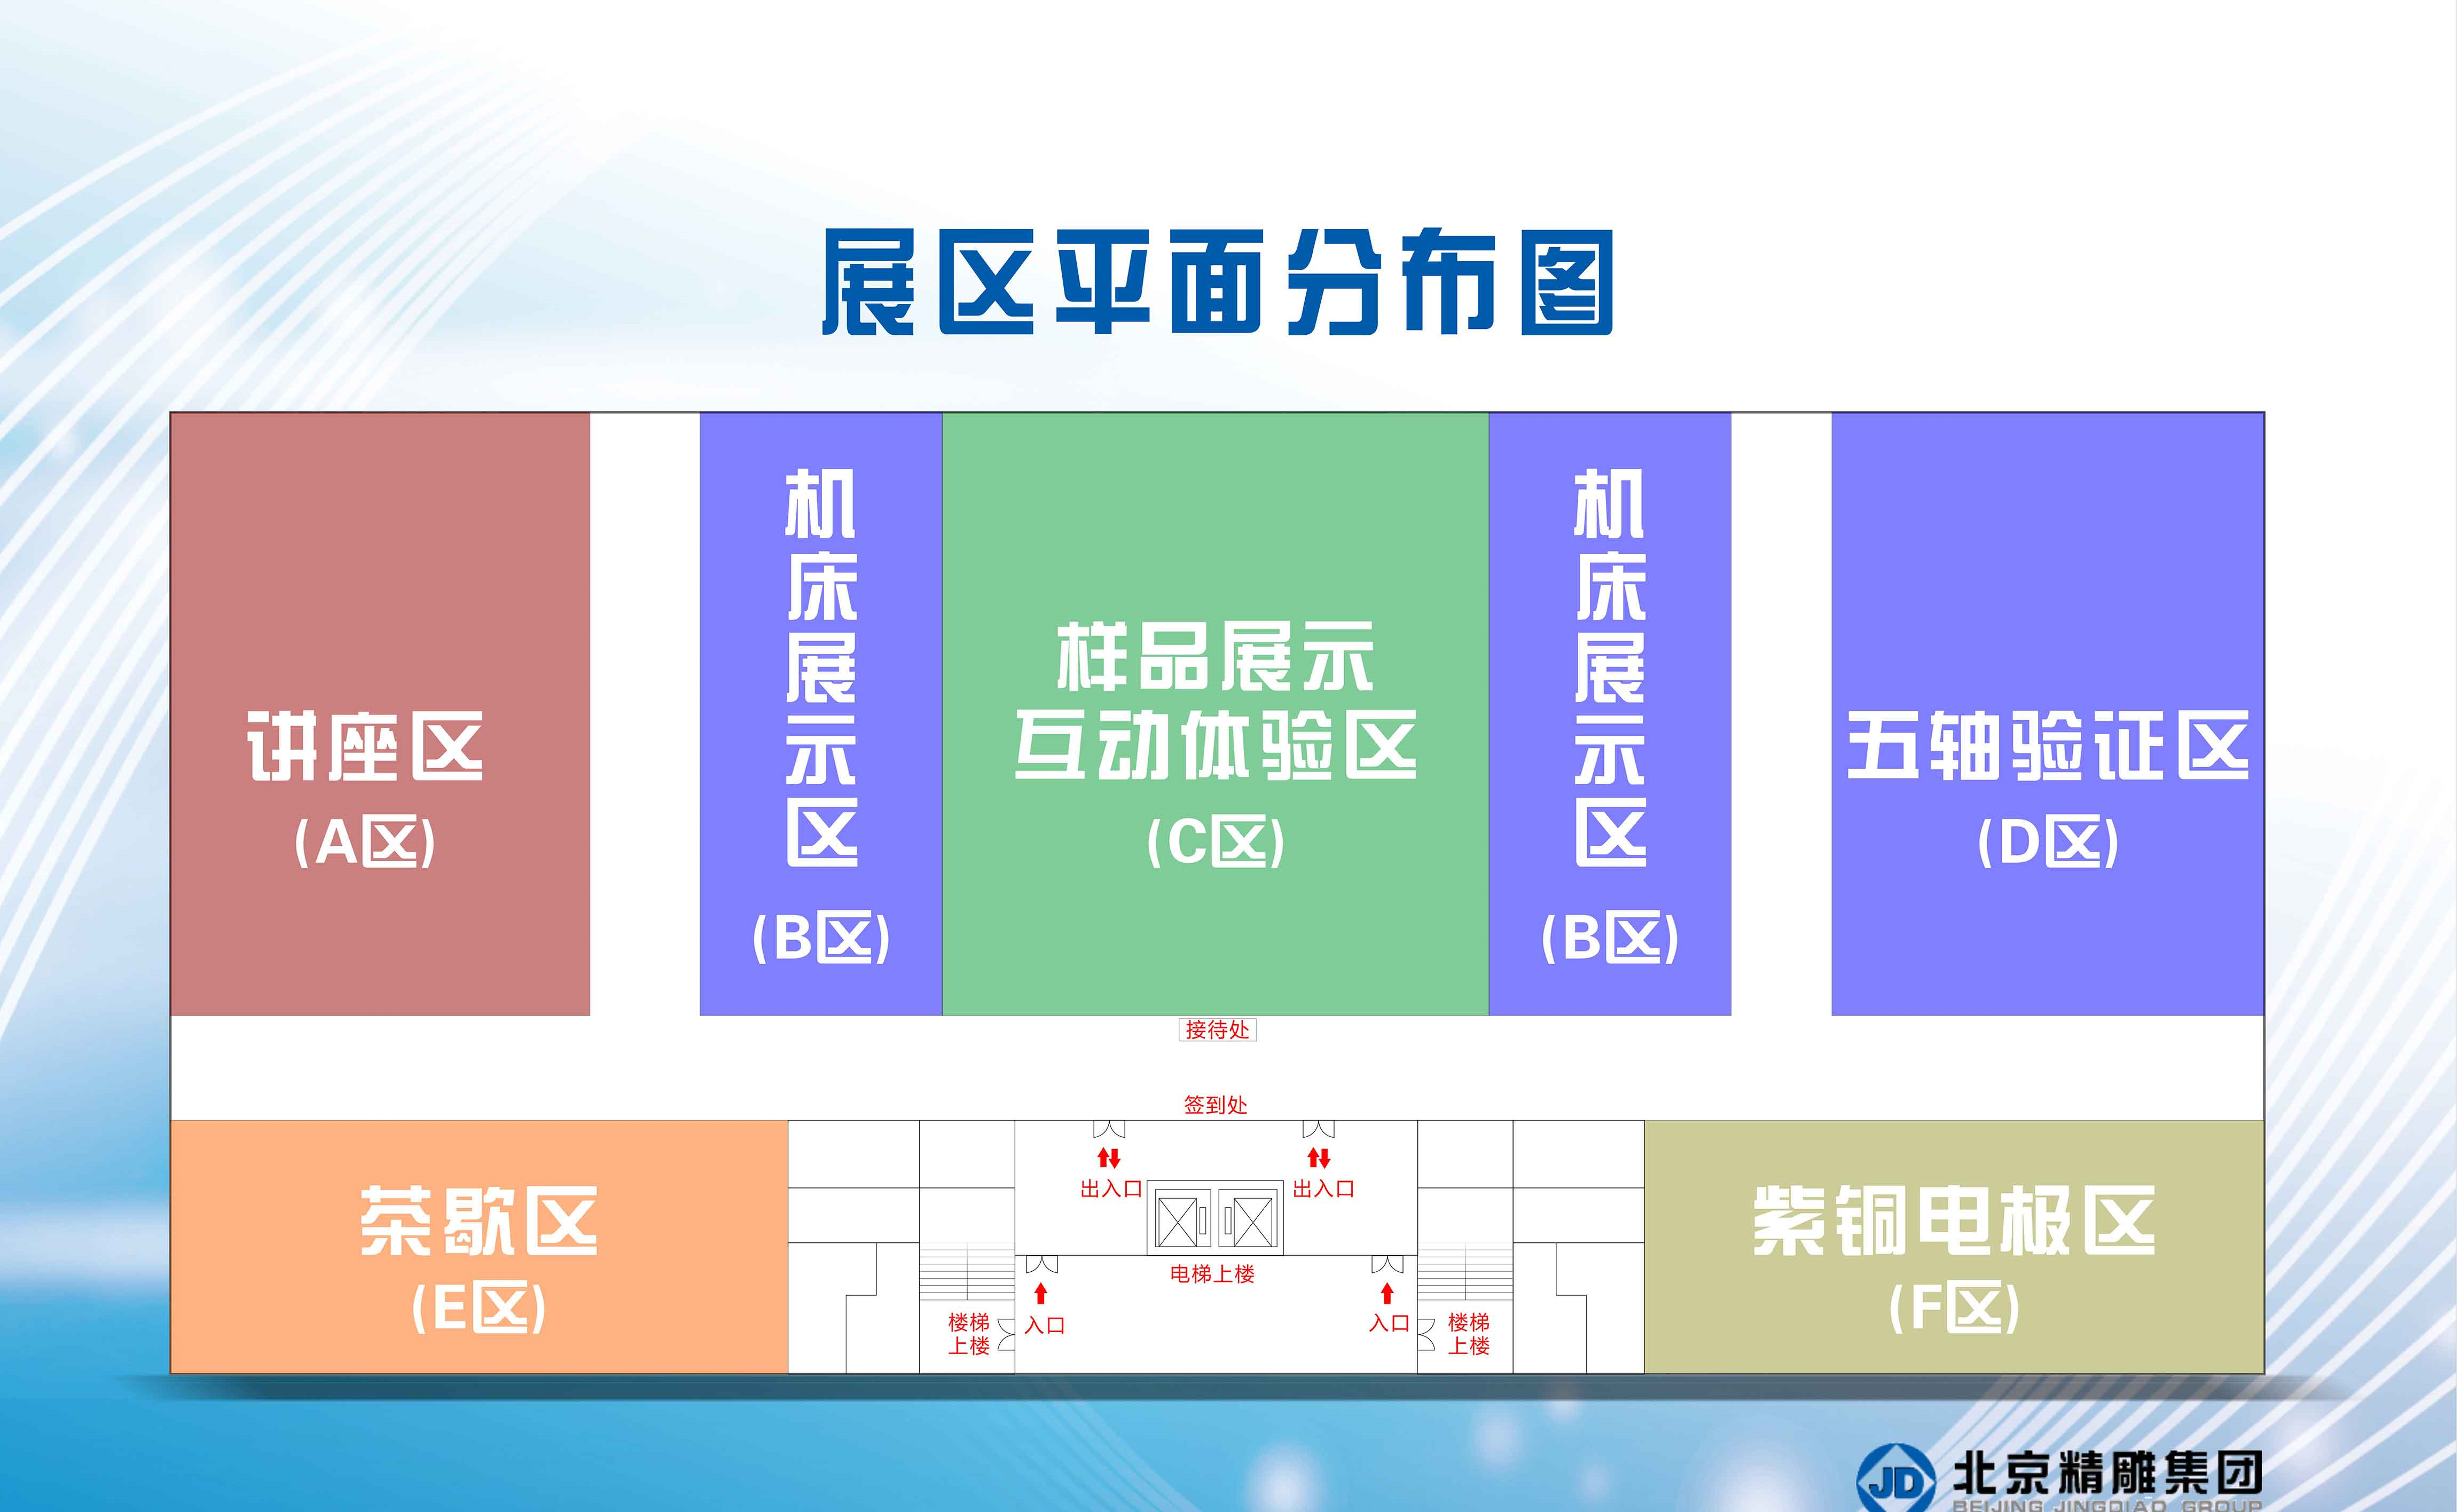 展区平面分布图
讲座区
(A区)
机床展示区
(B区)
样品展示
互动体验区
(C区)
机床展示区
(B区)
五轴验证区
(D区)
接待处
签到处
茶歇区
(E区)
出入口
出入口
电梯上楼
楼梯
上楼
入口
入口
楼梯
上楼
紫铜电极区
(F区)
JD
北京精雕集团
BEIJING JINGDIAO GROUP